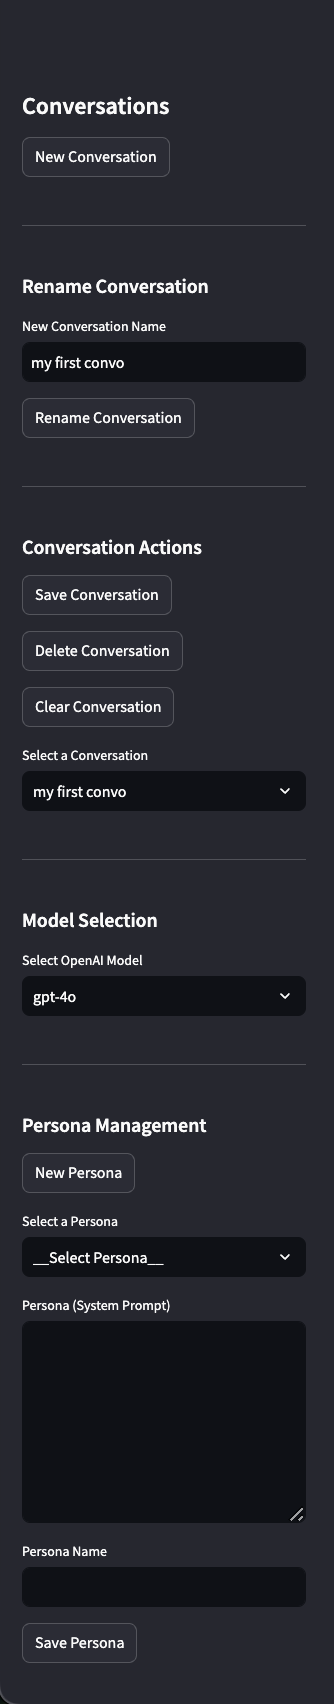 Conversations
New Conversation
Rename Conversation
New Conversation Name
my first convo
Rename Conversation
Conversation Actions
Save Conversation
Delete Conversation
Clear Conversation
Select a Conversation
my first convo
Model Selection
Select OpenAI Model
gpt-4o
Persona Management
New Persona
Select a Persona
__Select Persona__
Persona (System Prompt)
Persona Name
Save Persona